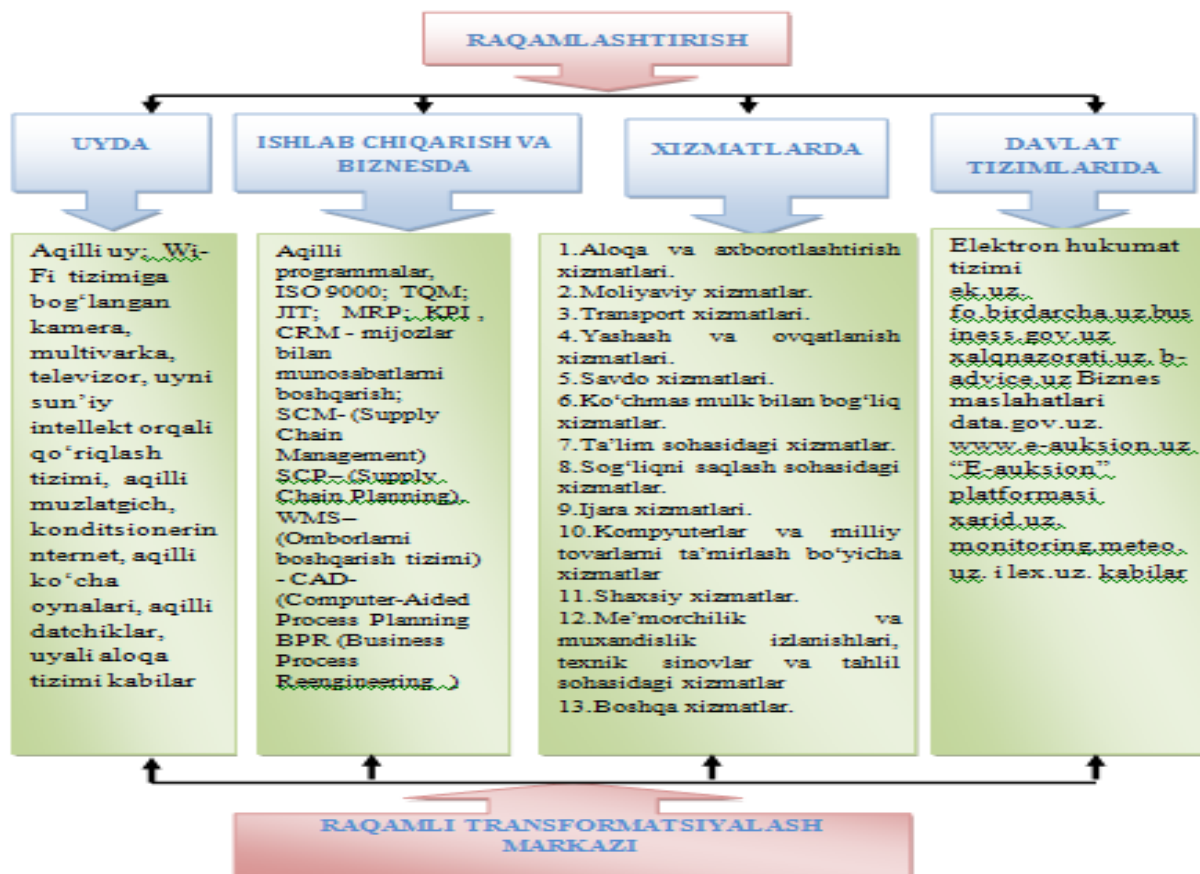 RAQAMLASHTIRISH
UYDA
ISHLAB CHIQARISH VA
BIZNESDA
XIZMATLARDA
DAVLAT
TIZIMLARIDA
Aqilli uy; Wi-
Fi tizimiga
bog‘langan
kamera,
multivarka,
televizor, uyni
sun’iy
intellekt orqali
qo‘riqlash
tizimi, aqilli
muzlatgich,
konditsionerin
nternet, aqilli
ko‘cha
oynalari, aqilli
datchiklar,
uyali aloqa
tizimi kabilar
Aqilli
programmalar,
ISO 9000; TQM;
JIT; MRP; KPI ,
CRM - mijozlar
bilan
munosabatlarni
boshqarish;
SCM- (Supply
Chain
Management)
SCP– (Supply
Chain Planning),
WMS–
(Omborlarni
boshqarish tizimi)
- CAD-
(Computer-Aided
Process Planning
BPR (Business
Process
Reengineering )
1.Aloqa va axborotlashtirish
xizmatlari.
2.Moliyaviy xizmatlar.
3.Transport xizmatlari.
4.Yashash va ovqatlanish
xizmatlari.
5.Savdo xizmatlari.
6.Ko‘chmas mulk bilan bog‘liq
xizmatlar.
7.Ta’lim sohasidagi xizmatlar.
8.Sog‘liqni saqlash sohasidagi
xizmatlar.
9.Ijara xizmatlari.
10.Kompyuterlar va milliy
tovarlarni ta’mirlash bo‘yicha
xizmatlar
11.Shaxsiy xizmatlar.
12.Me’morchilik va
muxandislik izlanishlari,
texnik sinovlar va tahlil
sohasidagi xizmatlar
13.Boshqa xizmatlar.
Elektron hukumat
tizimi
ek.uz.
fo.birdarcha.uz.bus
iness.gov.uz
xalqnazorati.uz. b-
advice.uz Biznes
maslahatlari
data.gov.uz.
www.e-auksion.uz
“E-auksion”
platformasi
xarid.uz.
monitoring.meteo.
uz. i lex.uz. kabilar
RAQAMLI TRANSFORMATSIYALASH
MARKAZI